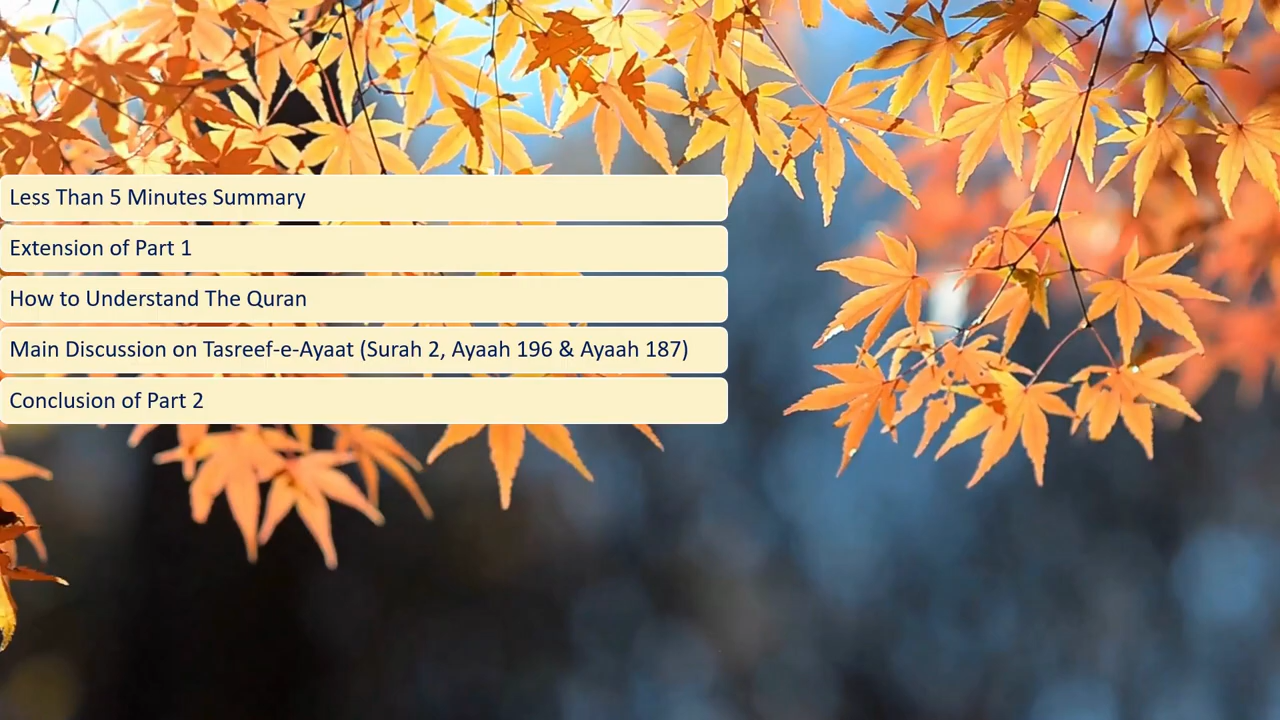 Less Than 5 Minutes Summary
Extension of Part 1
How to Understand The Quran
Main Discussion on Tasreef-e-Ayaat (Surah 2, Ayaah 196 & Ayaah 187)
Conclusion of Part 2